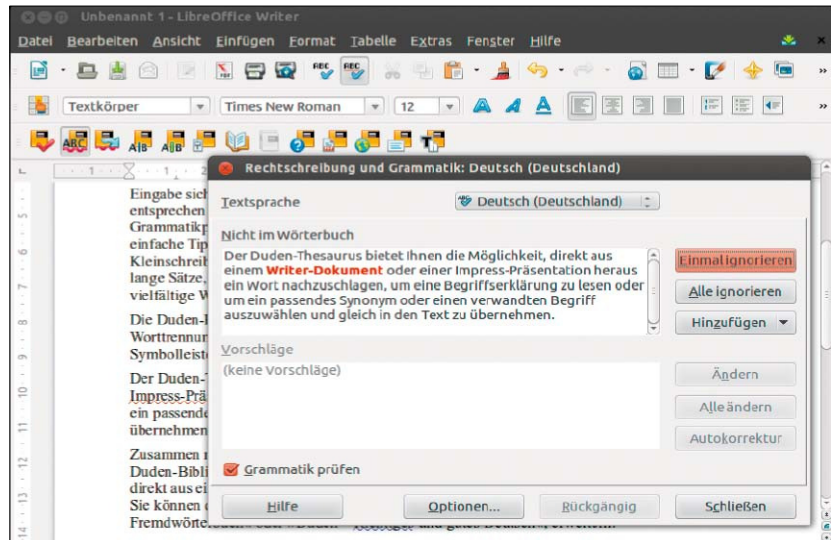 Unbenannt 1 - LibreOffice Writer
Datei Bearbeiten Ansicht Einfügen Format Tabelle Extras Fenster Hilfe
Textkörper Times New Roman 12
Rechtschreibung und Grammatik: Deutsch (Deutschland)
Textsprache Deutsch (Deutschland)
Nicht im Wörterbuch
Der Duden-Thesaurus bietet Ihnen die Möglichkeit, direkt aus
einem Writer-Dokument oder einer Impress-Präsentation heraus
ein Wort nachzuschlagen, um eine Begriffserklärung zu lesen oder
um ein passendes Synonym oder einen verwandten Begriff
auszuwählen und gleich in den Text zu übernehmen.
Einmal ignorieren
Alle ignorieren
Hinzufügen
Vorschläge
(keine Vorschläge)
Ändern
Alle ändern
Autokorrektur
Grammatik prüfen
Hilfe Optionen... Rückgängig Schließen
Eingabe sich
entsprechen
Grammatikp
einfache Tip
Kleinschreib
lange Sätze,
vielfältige W
Die Duden-
Worttrennun
Symbolleist
Der Duden-
Impress-Prä
ein passende
übernehmen
Zusammen
Duden-Bibli
direkt aus ei
Sie können
Fremdwörte